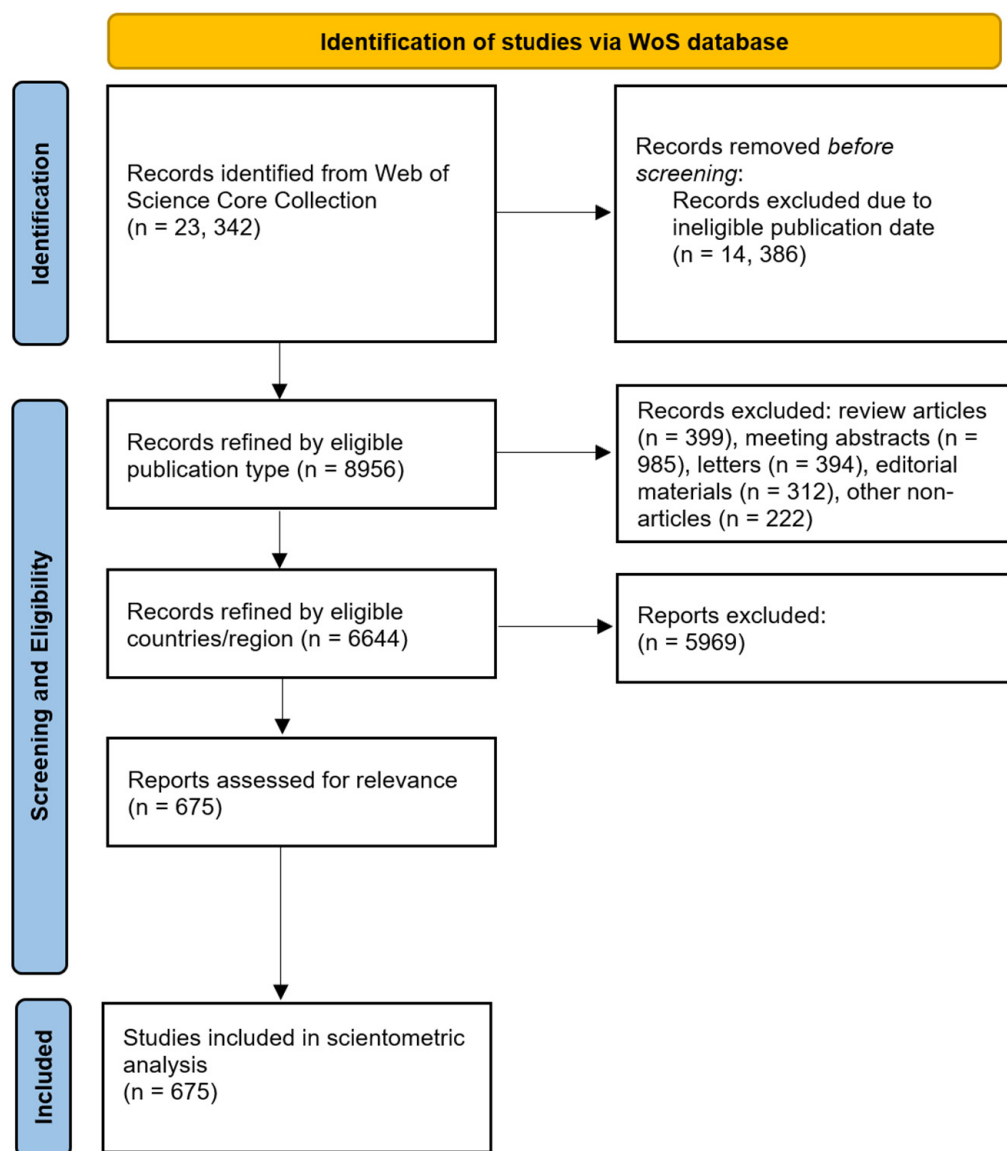 Identification of studies via WoS database
Identification
Records identified from Web of
Science Core Collection
(n = 23, 342)
Records removed before
screening:
Records excluded due to
ineligible publication date
(n = 14, 386)
Screening and Eligibility
Records refined by eligible
publication type (n = 8956)
Records excluded: review articles
(n = 399), meeting abstracts (n =
985), letters (n = 394), editorial
materials (n = 312), other non-
articles (n = 222)
Records refined by eligible
countries/region (n = 6644)
Reports excluded:
(n = 5969)
Reports assessed for relevance
(n = 675)
Included
Studies included in scientometric
analysis
(n = 675)